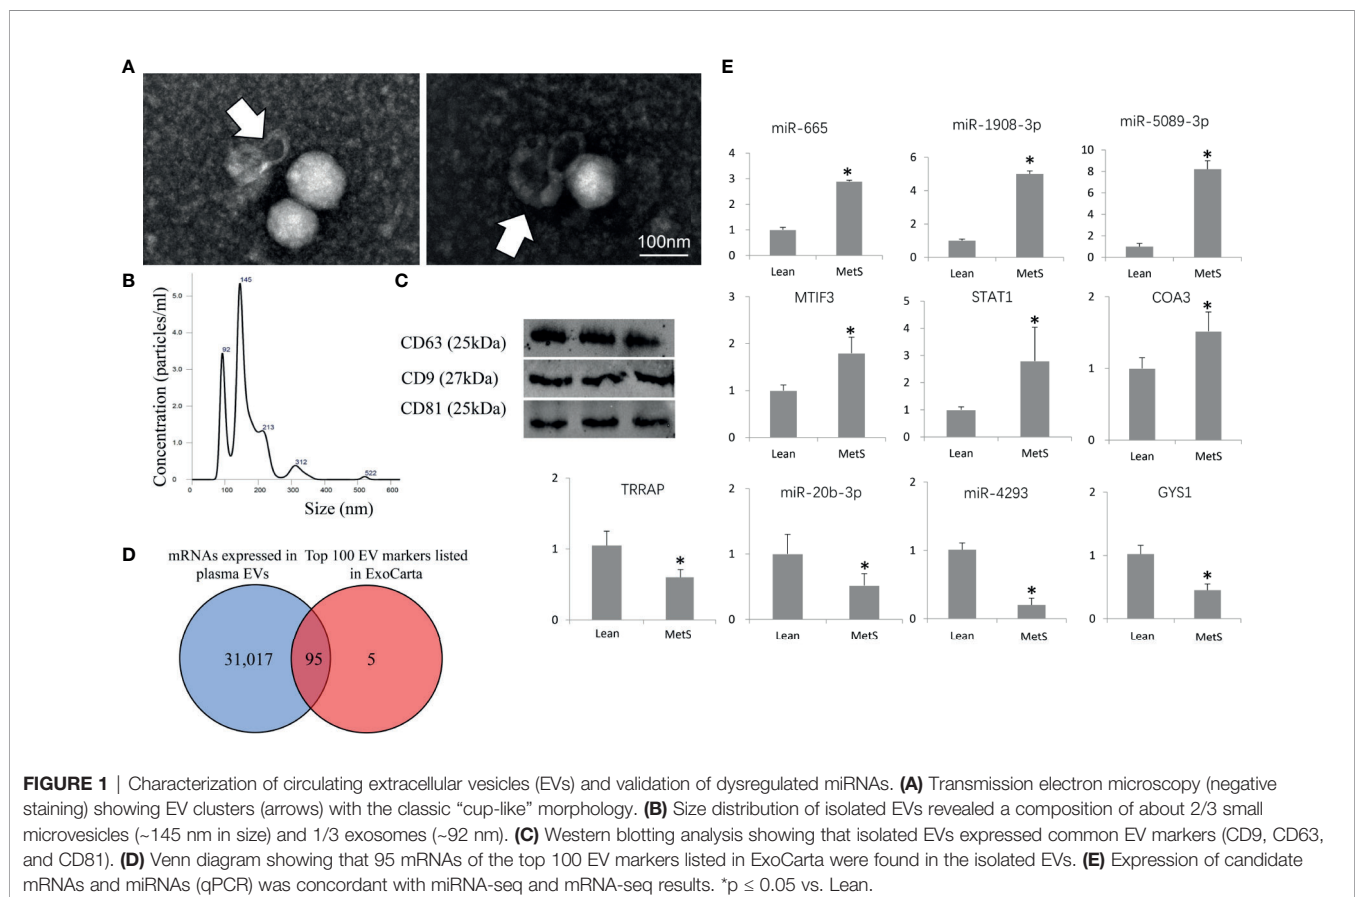 A
E
100nm
miR-665
4
3
2
1
0
*
Lean
MetS
miR-1908-3p
6
4
2
0
*
Lean
MetS
miR-5089-3p
10
8
6
4
2
0
*
Lean
MetS
B
Concentration (particles/ml)
5.0
4.0
3.0
2.0
1.0
0
92
145
213
312
522
0
100
200
300
400
500
600
Size (nm)
C
CD63 (25kDa)
CD9 (27kDa)
CD81 (25kDa)
MTIF3
3
2
1
0
*
Lean
MetS
STAT1
5
4
3
2
1
0
*
Lean
MetS
COA3
2
1
0
*
Lean
MetS
TRRAP
2
1
0
*
Lean
MetS
miR-20b-3p
2
1
0
*
Lean
MetS
miR-4293
2
1
0
*
Lean
MetS
GYS1
2
1
0
*
Lean
MetS
D
mRNAs expressed in
plasma EVs
Top 100 EV markers listed
in ExoCarta
31,017
95
5
FIGURE 1 | Characterization of circulating extracellular vesicles (EVs) and validation of dysregulated miRNAs. (A) Transmission electron microscopy (negative
staining) showing EV clusters (arrows) with the classic “cup-like” morphology. (B) Size distribution of isolated EVs revealed a composition of about 2/3 small
microvesicles (~145 nm in size) and 1/3 exosomes (~92 nm). (C) Western blotting analysis showing that isolated EVs expressed common EV markers (CD9, CD63,
and CD81). (D) Venn diagram showing that 95 mRNAs of the top 100 EV markers listed in ExoCarta were found in the isolated EVs. (E) Expression of candidate
mRNAs and miRNAs (qPCR) was concordant with miRNA-seq and mRNA-seq results. *p ≤ 0.05 vs. Lean.